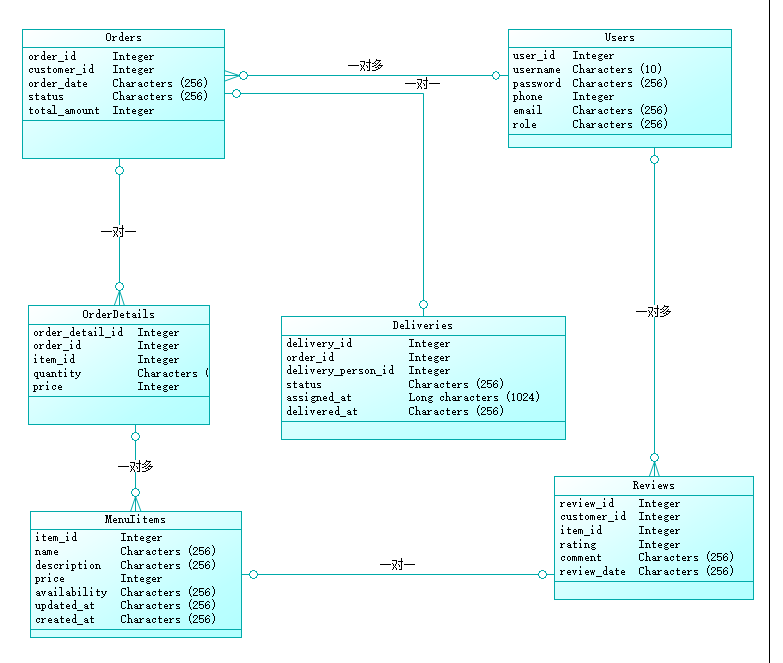 Orders
order_id Integer
customer_id Integer
order_date Characters (256)
status Characters (256)
total_amount Integer
一对多
一对一
Users
user_id Integer
username Characters (10)
password Characters (256)
phone Integer
email Characters (256)
role Characters (256)
一对一
一对多
OrderDetails
order_detail_id Integer
order_id Integer
item_id Integer
quantity Characters (
price Integer
Deliveries
delivery_id Integer
order_id Integer
delivery_person_id Integer
status Characters (256)
assigned_at Long characters (1024)
delivered_at Characters (256)
一对多
MenuIitems
item_id Integer
name Characters (256)
description Characters (256)
price Integer
availability Characters (256)
updated_at Characters (256)
created_at Characters (256)
一对一
Reviews
review_id Integer
customer_id Integer
item_id Integer
rating Integer
comment Characters (256)
review_date Characters (256)